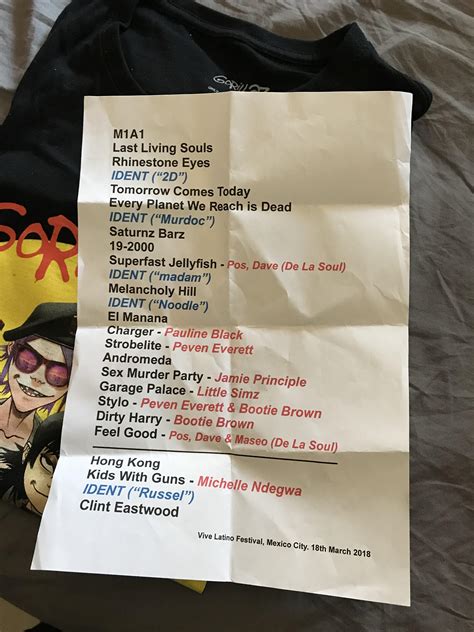 GORILLAZ
M1A1
Last Living Souls
Rhinestone Eyes
IDENT ("2D")
Tomorrow Comes Today
Every Planet We Reach is Dead
IDENT ("Murdoc")
Saturnz Barz
19-2000
Superfast Jellyfish - Pos, Dave (De La Soul)
IDENT ("madam")
Melancholy Hill
IDENT ("Noodle")
El Manana
Charger - Pauline Black
Strobelite - Peven Everett
Andromeda
Sex Murder Party - Jamie Principle
Garage Palace - Little Simz
Stylo - Peven Everett & Bootie Brown
Dirty Harry - Bootie Brown
Feel Good - Pos, Dave & Maseo (De La Soul)
Hong Kong
Kids With Guns - Michelle Ndegwa
IDENT ("Russel")
Clint Eastwood
Vive Latino Festival, Mexico City. 18th March 2018
GORI